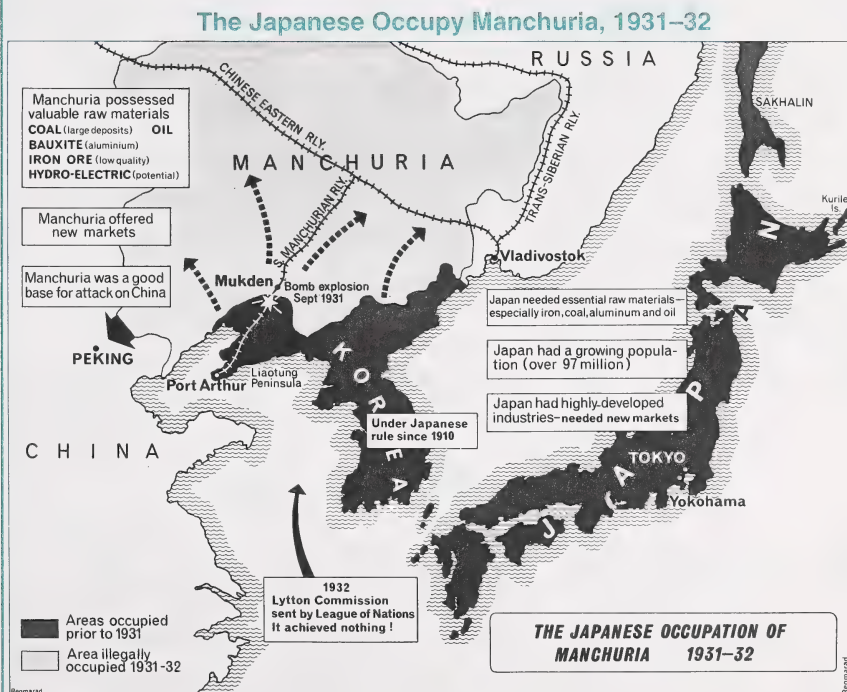 The Japanese Occupy Manchuria, 1931–32
RUSSIA
SAKHALIN
Kurile
Is.
CHINESE EASTERN RLY.
Manchuria possessed
valuable raw materials
COAL (large deposits) OIL
BAUXITE (aluminium)
IRON ORE (low quality)
HYDRO-ELECTRIC (potential)
MANCHURIA
TRANS-SIBERIAN RLY.
S. MANCHURIAN RLY.
Manchuria offered
new markets
Vladivostok
Manchuria was a good
base for attack on China
Mukden
Bomb explosion
Sept 1931
Japan needed essential raw materials—
especially iron, coal, aluminum and oil
PEKING
Port Arthur
Liaotung
Peninsula
Japan had a growing popula-
tion (over 97 million)
Japan had highly-developed
industries–needed new markets
KOREA
Under Japanese
rule since 1910
JAPAN
CHINA
TOKYO
Yokohama
1932
Lytton Commission
sent by League of Nations
It achieved nothing !
Areas occupied
prior to 1931
Area illegally
occupied 1931-32
THE JAPANESE OCCUPATION OF
MANCHURIA 1931–32
Reomarad
Reomarad